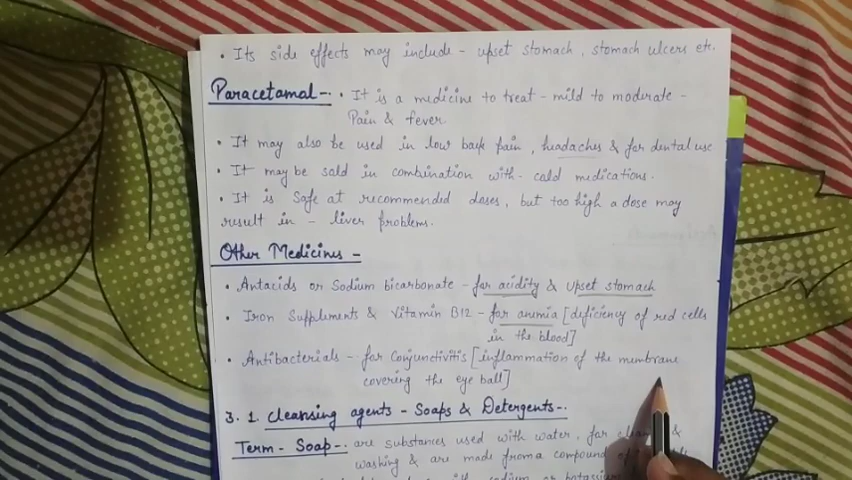 • Its side effects may include - upset stomach, stomach ulcers etc.
Paracetamol -. • It is a medicine to treat - mild to moderate -
Pain & fever.
• It may also be used in low back pain, headaches & for dental use
• It may be sold in combination with - cold medications.
• It is safe at recommended doses, but too high a dose may
result in - liver problems.
Other Medicines -
• Antacids or Sodium bicarbonate - for acidity & upset stomach
• Iron Supplements & Vitamin B12 - for anemia [deficiency of red cells
in the blood]
• Antibacterials - for Conjunctivitis [inflammation of the membrane
covering the eye ball]
3. 1. Cleansing agents - Soaps & Detergents -.
Term - Soap -. are substances used with water, for &
washing & are made from a compound of
with sodium or